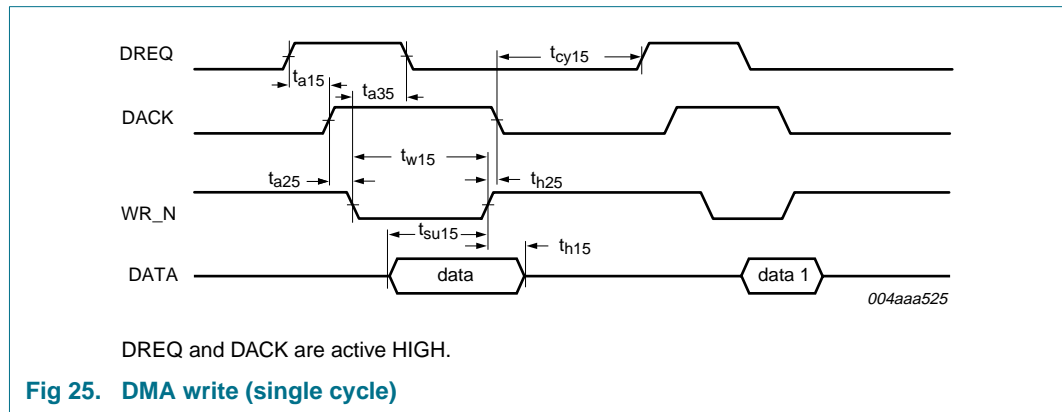 DREQ
t_cy15
t_a15
t_a35
DACK
t_w15
t_a25
t_h25
WR_N
t_su15
t_h15
DATA
data
data 1
004aaa525
DREQ and DACK are active HIGH.
Fig 25. DMA write (single cycle)